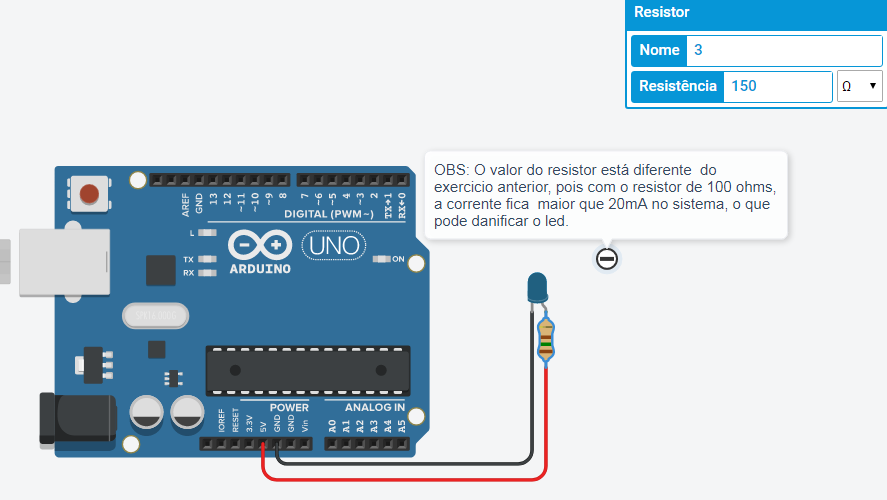 Resistor
Nome 3
Resistência 150 Ω
OBS: O valor do resistor está diferente do
exercicio anterior, pois com o resistor de 100 ohms,
a corrente fica maior que 20mA no sistema, o que
pode danificar o led.
AREF
GND
13
12
~11
~10
~9
8
7
~6
~5
4
~3
2
TX→1
RX←0
DIGITAL (PWM~)
L
TX
RX
UNO
ON
ARDUINO
POWER
ANALOG IN
IOREF
RESET
3.3V
5V
GND
GND
Vin
A0
A1
A2
A3
A4
A5